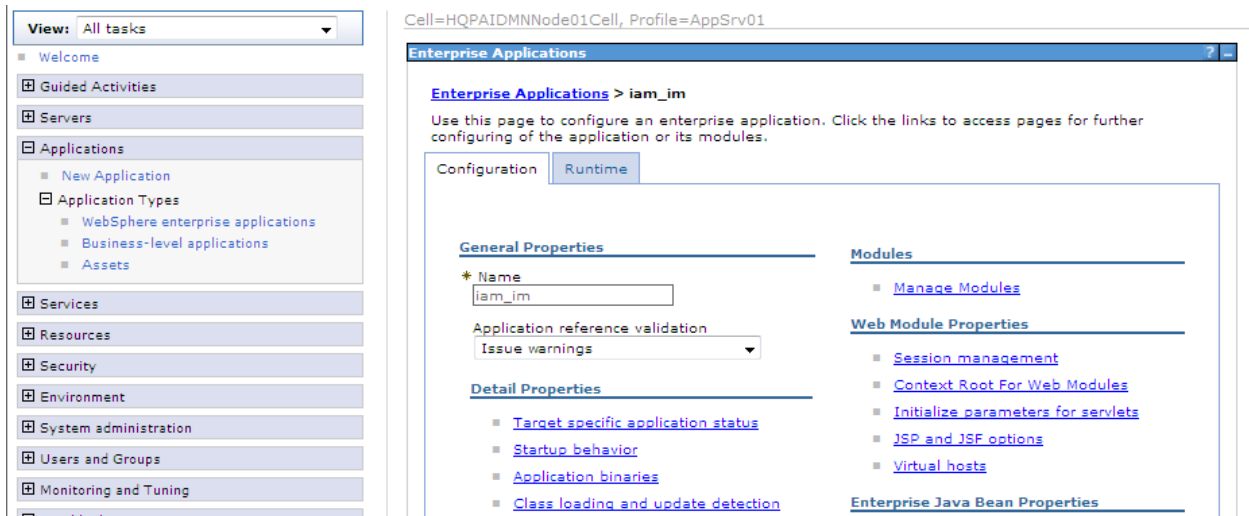 View: All tasks
Welcome
Guided Activities
Servers
Applications
New Application
Application Types
WebSphere enterprise applications
Business-level applications
Assets
Services
Resources
Security
Environment
System administration
Users and Groups
Monitoring and Tuning
Cell=HQPAIDMNNode01Cell, Profile=AppSrv01
Enterprise Applications ? –
Enterprise Applications > iam_im
Use this page to configure an enterprise application. Click the links to access pages for further
configuring of the application or its modules.
Configuration Runtime
General Properties
* Name
iam_im
Application reference validation
Issue warnings
Detail Properties
Target specific application status
Startup behavior
Application binaries
Class loading and update detection
Modules
Manage Modules
Web Module Properties
Session management
Context Root For Web Modules
Initialize parameters for servlets
JSP and JSF options
Virtual hosts
Enterprise Java Bean Properties